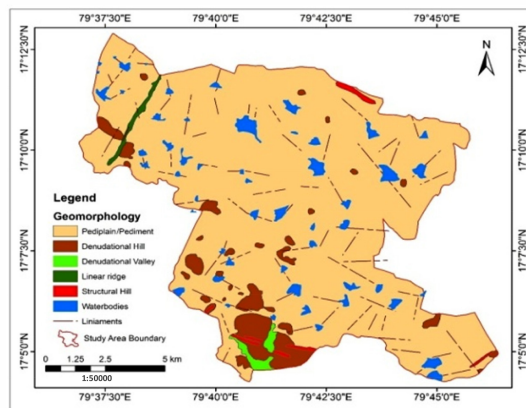 79°37'30"E 79°40'0"E 79°42'30"E 79°45'0"E
N
17°12'30"N 17°12'30"N
17°10'0"N 17°10'0"N
17°7'30"N 17°7'30"N
17°5'0"N 17°5'0"N
Legend
Geomorphology
Pediplain/Pediment
Denudational Hill
Denudational Valley
Linear ridge
Structural Hill
Waterbodies
Liniaments
Study Area Boundary
0 1.25 2.5 5 km
1:50000
79°37'30"E 79°40'0"E 79°42'30"E 79°45'0"E